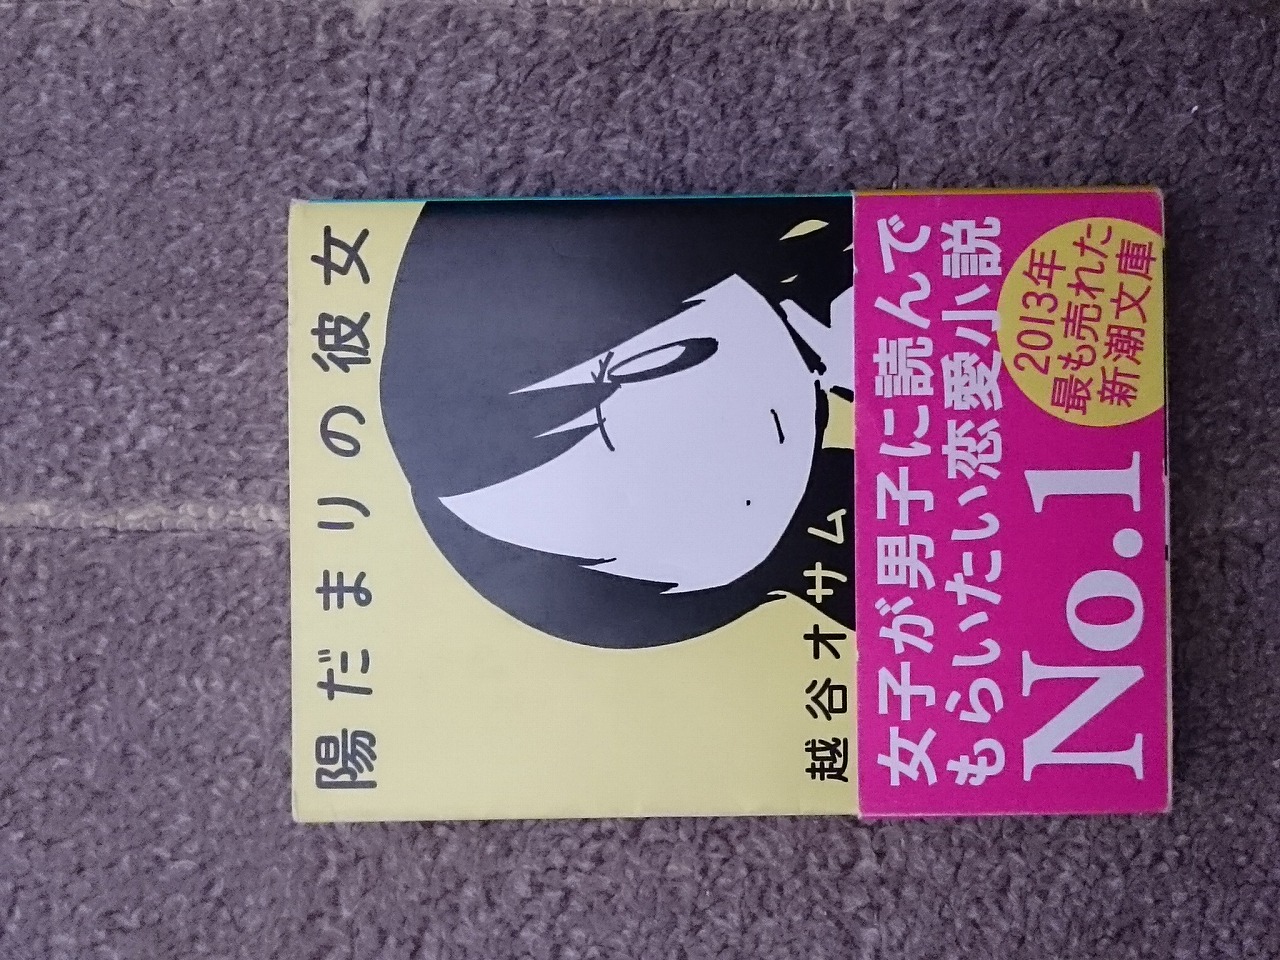 陽だまりの彼女
越谷オサム
女子が男子に読んで
もらいたい恋愛小説
No.1
2013年
最も売れた
新潮文庫